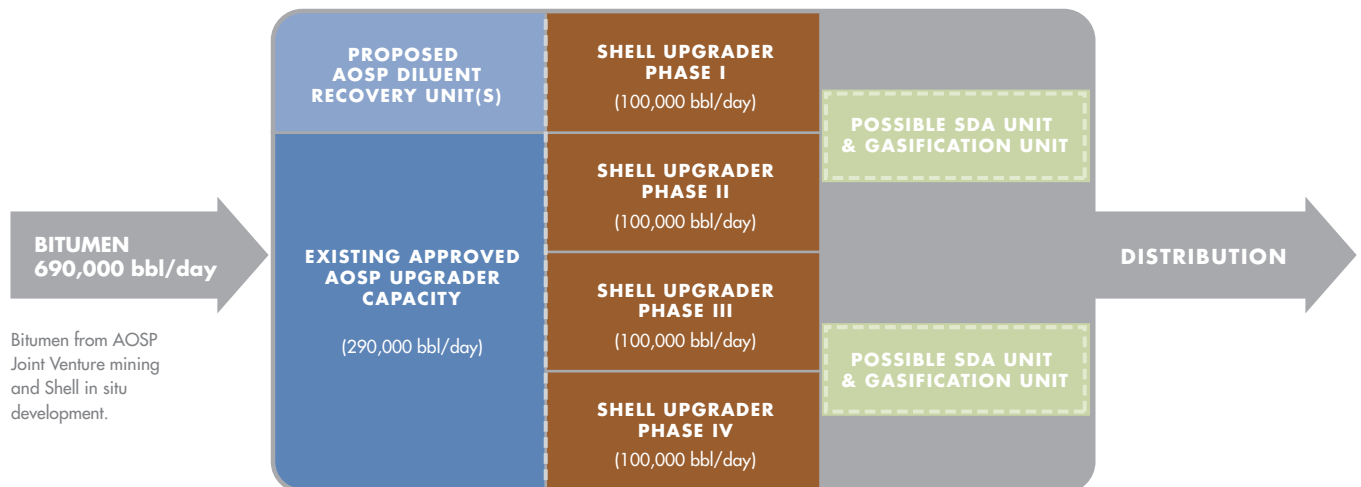 BITUMEN
690,000 bbl/day
Bitumen from AOSP
Joint Venture mining
and Shell in situ
development.
PROPOSED
AOSP DILUENT
RECOVERY UNIT(S)
EXISTING APPROVED
AOSP UPGRADER
CAPACITY
(290,000 bbl/day)
SHELL UPGRADER
PHASE I
(100,000 bbl/day)
SHELL UPGRADER
PHASE II
(100,000 bbl/day)
SHELL UPGRADER
PHASE III
(100,000 bbl/day)
SHELL UPGRADER
PHASE IV
(100,000 bbl/day)
POSSIBLE SDA UNIT
& GASIFICATION UNIT
POSSIBLE SDA UNIT
& GASIFICATION UNIT
DISTRIBUTION